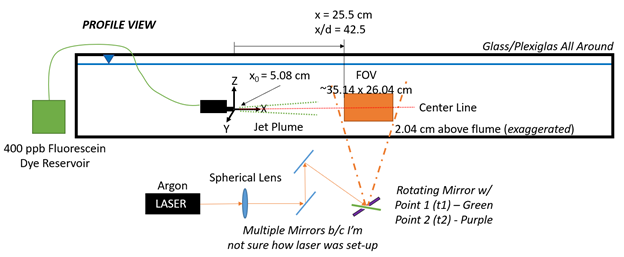 x = 25.5 cm
x/d = 42.5
PROFILE VIEW
Glass/Plexiglas All Around
x₀ = 5.08 cm
FOV
~35.14 x 26.04 cm
Z
X
Y
Jet Plume
Center Line
2.04 cm above flume (exaggerated)
400 ppb Fluorescein
Dye Reservoir
Argon
LASER
Spherical Lens
Multiple Mirrors b/c I'm
not sure how laser was set-up
Rotating Mirror w/
Point 1 (t1) – Green
Point 2 (t2) - Purple